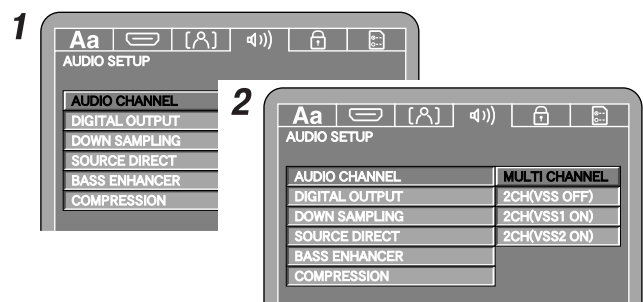 1
Aa
AUDIO SETUP
AUDIO CHANNEL
DIGITAL OUTPUT
DOWN SAMPLING
SOURCE DIRECT
BASS ENHANCER
COMPRESSION
2
Aa
AUDIO SETUP
AUDIO CHANNEL MULTI CHANNEL
DIGITAL OUTPUT 2CH(VSS OFF)
DOWN SAMPLING 2CH(VSS1 ON)
SOURCE DIRECT 2CH(VSS2 ON)
BASS ENHANCER
COMPRESSION